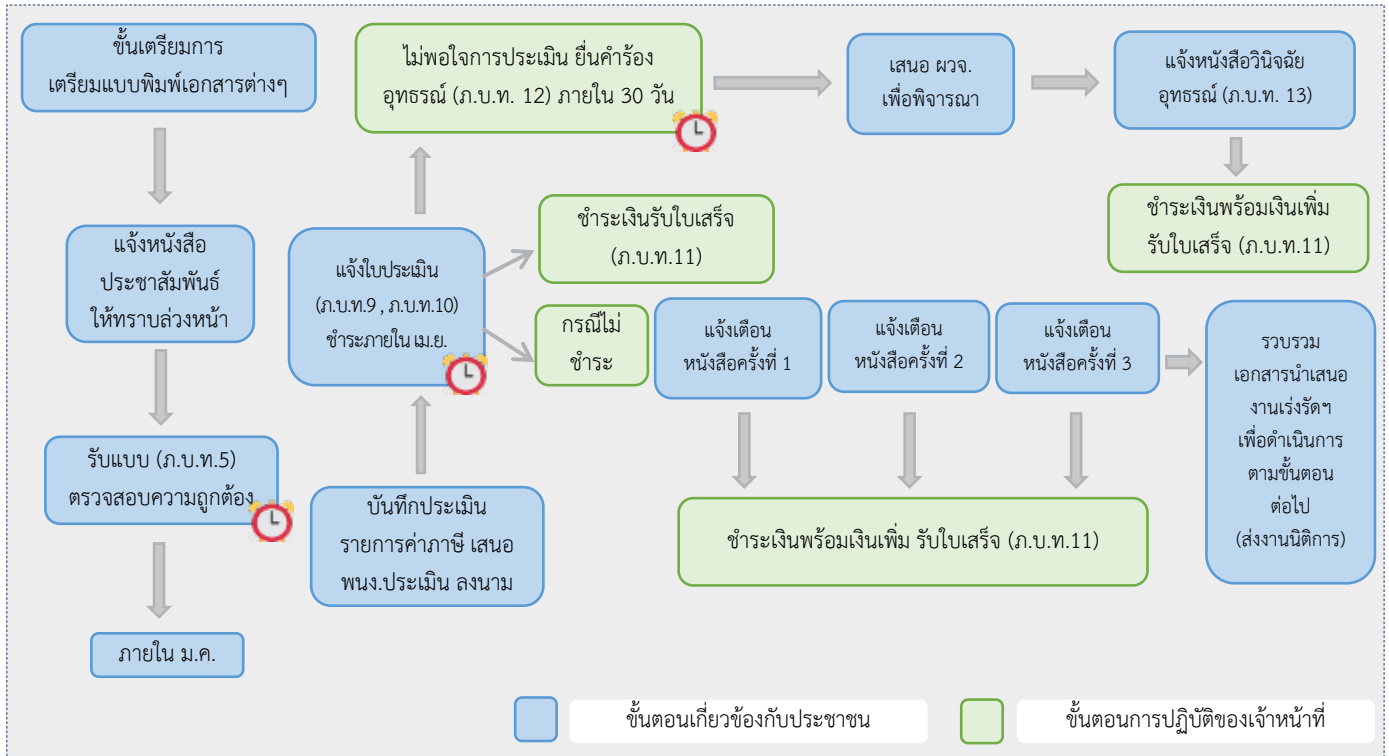 ขั้นเตรียมการ
เตรียมแบบพิมพ์เอกสารต่างๆ
แจ้งหนังสือ
ประชาสัมพันธ์
ให้ทราบล่วงหน้า
รับแบบ (ภ.บ.ท.5)
ตรวจสอบความถูกต้อง
ภายใน ม.ค.
บันทึกประเมิน
รายการค่าภาษี เสนอ
พนง.ประเมิน ลงนาม
แจ้งใบประเมิน
(ภ.บ.ท.9 , ภ.บ.ท.10)
ชำระภายใน เม.ย.
ไม่พอใจการประเมิน ยื่นคำร้อง
อุทธรณ์ (ภ.บ.ท. 12) ภายใน 30 วัน
เสนอ ผวจ.
เพื่อพิจารณา
แจ้งหนังสือวินิจฉัย
อุทธรณ์ (ภ.บ.ท. 13)
ชำระเงินพร้อมเงินเพิ่ม
รับใบเสร็จ (ภ.บ.ท.11)
ชำระเงินรับใบเสร็จ
(ภ.บ.ท.11)
กรณีไม่
ชำระ
แจ้งเตือน
หนังสือครั้งที่ 1
แจ้งเตือน
หนังสือครั้งที่ 2
แจ้งเตือน
หนังสือครั้งที่ 3
รวบรวม
เอกสารนำเสนอ
งานเร่งรัดฯ
เพื่อดำเนินการ
ตามขั้นตอน
ต่อไป
(ส่งงานนิติการ)
ชำระเงินพร้อมเงินเพิ่ม รับใบเสร็จ (ภ.บ.ท.11)
ขั้นตอนเกี่ยวข้องกับประชาชน
ขั้นตอนการปฏิบัติของเจ้าหน้าที่